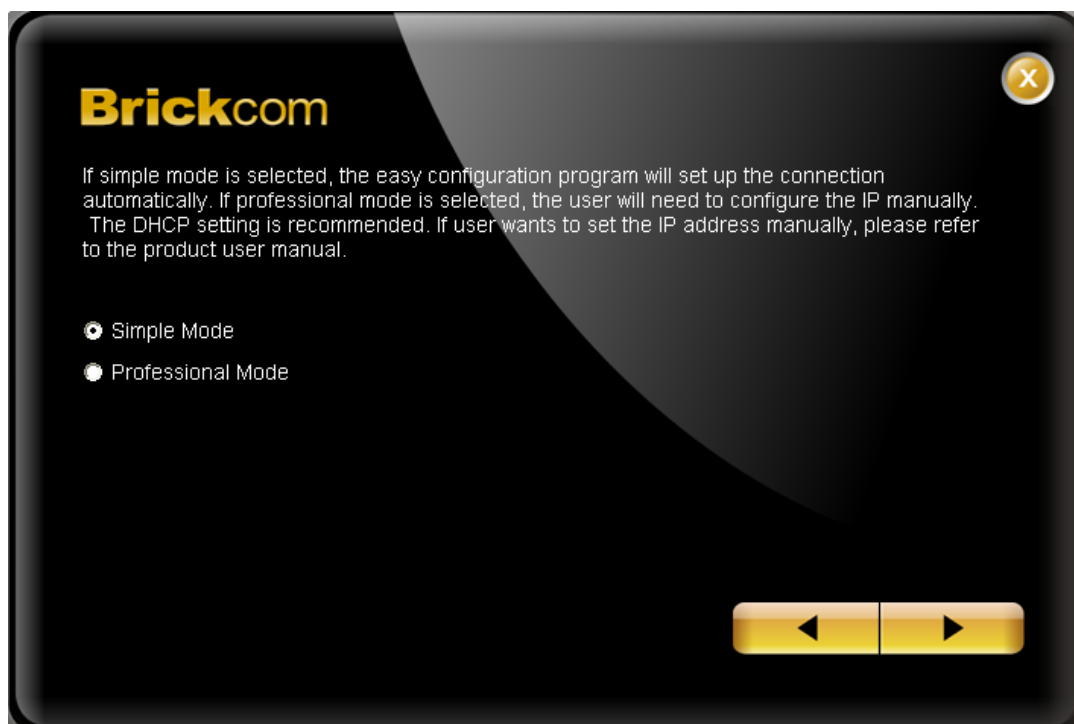 Brickcom
X
If simple mode is selected, the easy configuration program will set up the connection
automatically. If professional mode is selected, the user will need to configure the IP manually.
The DHCP setting is recommended. If user wants to set the IP address manually, please refer
to the product user manual.
Simple Mode
Professional Mode